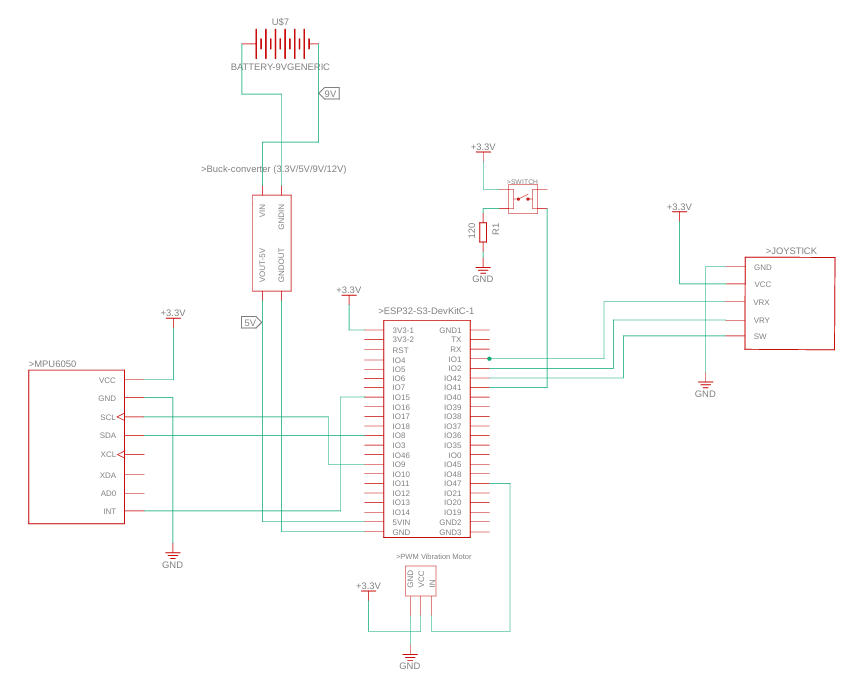 U$7
BATTERY-9VGENERIC
9V
>Buck-converter (3.3V/5V/9V/12V)
VIN
GNDIN
VOUT-5V
GNDOUT
5V
+3.3V
>SWITCH
120
R1
GND
+3.3V
>JOYSTICK
GND
VCC
VRX
VRY
SW
GND
+3.3V
>ESP32-S3-DevKitC-1
3V3-1 GND1
3V3-2 TX
RST RX
IO4 IO1
IO5 IO2
IO6 IO42
IO7 IO41
IO15 IO40
IO16 IO39
IO17 IO38
IO18 IO37
IO8 IO36
IO3 IO35
IO46 IO0
IO9 IO45
IO10 IO48
IO11 IO47
IO12 IO21
IO13 IO20
IO14 IO19
5VIN GND2
GND GND3
+3.3V
>MPU6050
VCC
GND
SCL
SDA
XCL
XDA
AD0
INT
GND
>PWM Vibration Motor
GND
VCC
IN
+3.3V
GND